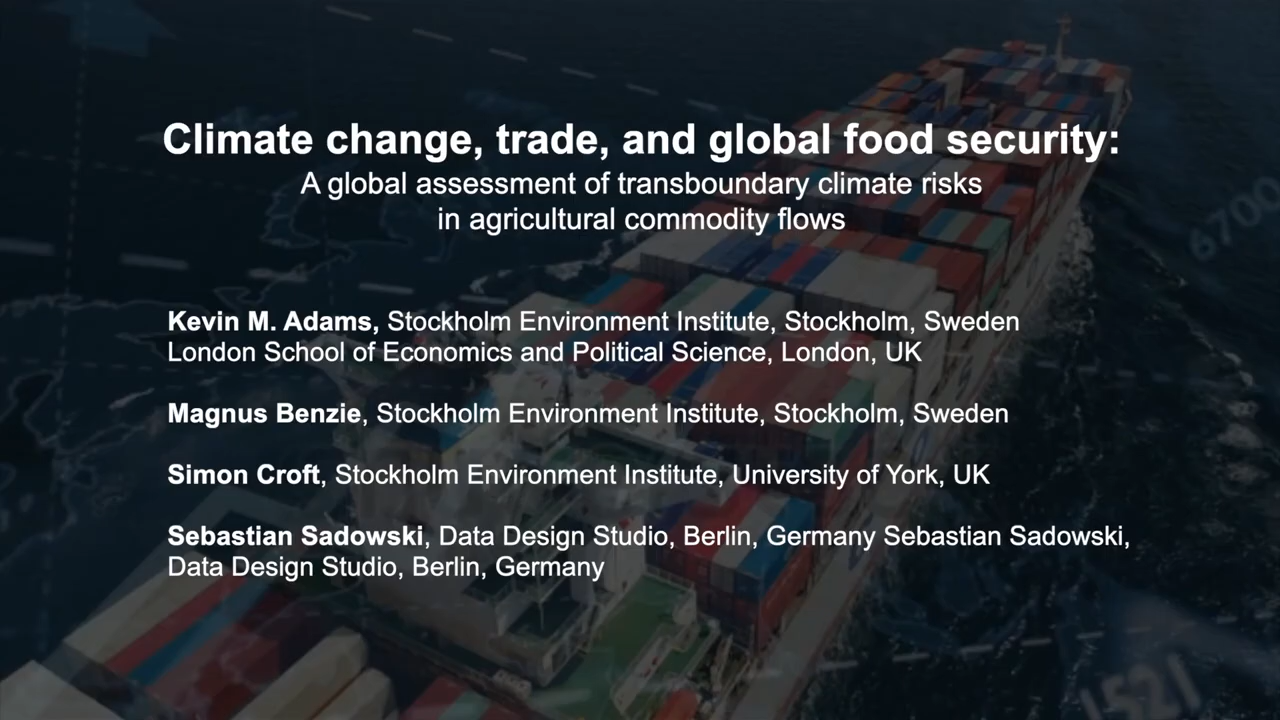 Climate change, trade, and global food security:
A global assessment of transboundary climate risks
in agricultural commodity flows
Kevin M. Adams, Stockholm Environment Institute, Stockholm, Sweden
London School of Economics and Political Science, London, UK
Magnus Benzie, Stockholm Environment Institute, Stockholm, Sweden
Simon Croft, Stockholm Environment Institute, University of York, UK
Sebastian Sadowski, Data Design Studio, Berlin, Germany Sebastian Sadowski,
Data Design Studio, Berlin, Germany
6700
1521